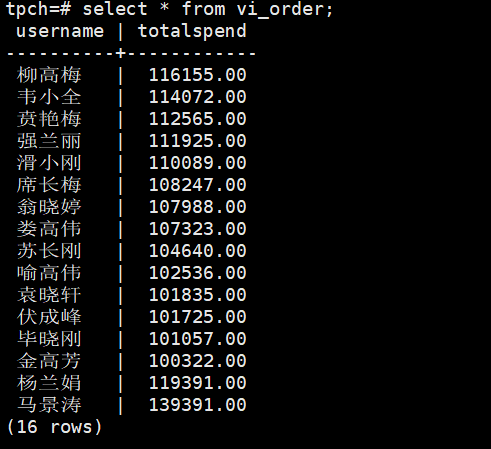 tpch=# select * from vi_order;
 username | totalspend
----------+------------
 柳高梅   |  116155.00
 韦小全   |  114072.00
 贲艳梅   |  112565.00
 强兰丽   |  111925.00
 滑小刚   |  110089.00
 席长梅   |  108247.00
 翁晓婷   |  107988.00
 娄高伟   |  107323.00
 苏长刚   |  104640.00
 喻高伟   |  102536.00
 袁晓轩   |  101835.00
 伏成峰   |  101725.00
 毕晓刚   |  101057.00
 金高芳   |  100322.00
 杨兰娟   |  119391.00
 马景涛   |  139391.00
(16 rows)